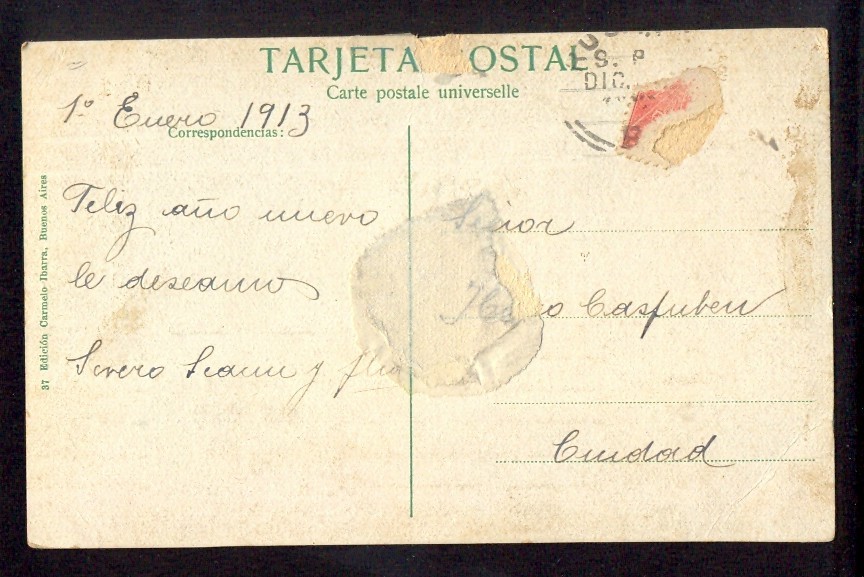 TARJETA POSTAL
Carte postale universelle
ES. P
DIC.
1º Enero 1913
Correspondencias:
Feliz año nuevo
le deseamos
Severo y
Señor
Ciudad
37 Edición Carmelo Ibarra, Buenos Aires